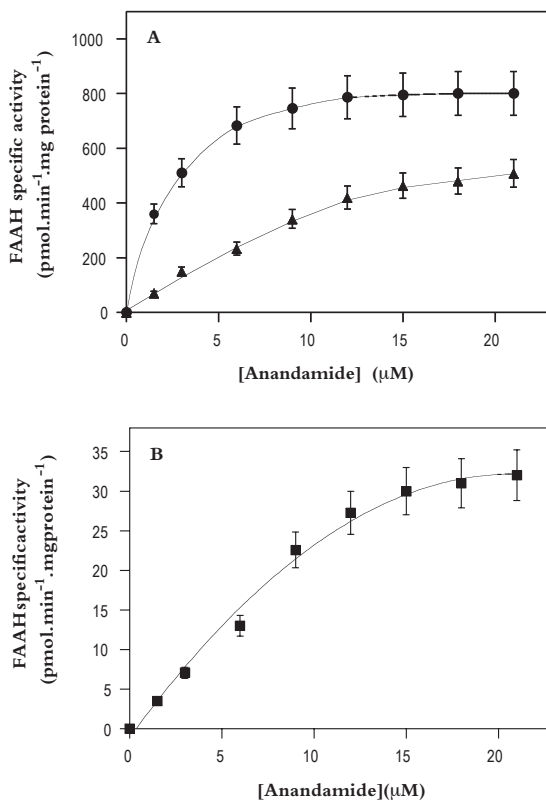 A
FAAH specific activity
(pmol.min⁻¹.mg protein⁻¹)
1000
800
600
400
200
0
0 5 10 15 20
[Anandamide] (μM)
B
FAAHspecificactivity
(pmol.min⁻¹.mgprotein⁻¹)
35
30
25
20
15
10
5
0
0 5 10 15 20
[Anandamide](μM)